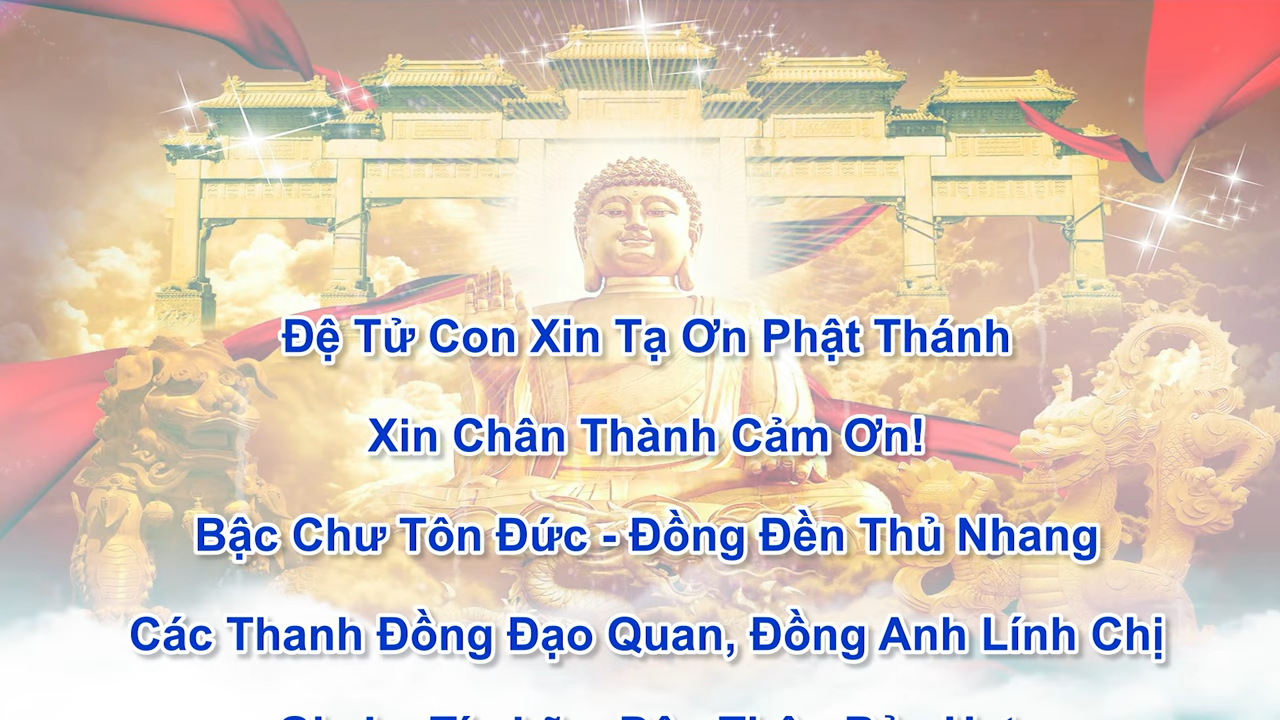 Đệ Tử Con Xin Tạ Ơn Phật Thánh
Xin Chân Thành Cảm Ơn!
Bậc Chư Tôn Đức - Đồng Đền Thủ Nhang
Các Thanh Đồng Đạo Quan, Đồng Anh Lính Chị